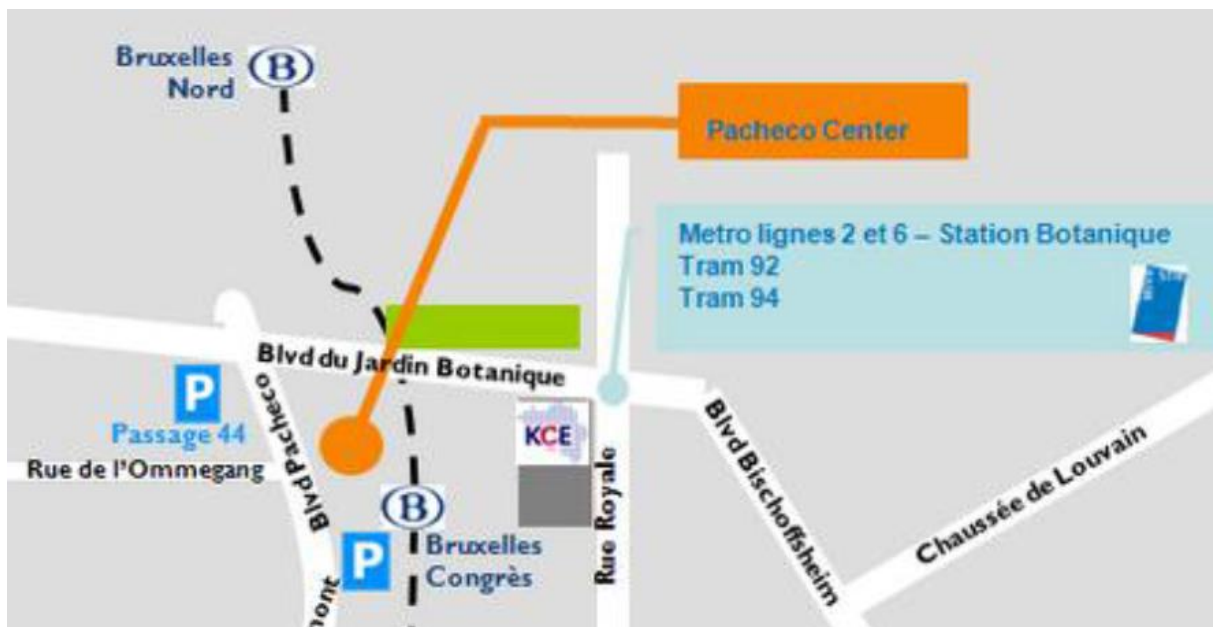 Bruxelles
Nord
B
Pacheco Center
Metro lignes 2 et 6 – Station Botanique
Tram 92
Tram 94
Blvd du Jardin Botanique
P
Passage 44
Rue de l'Ommegang
Blvd Pacheco
KCE
Rue Royale
Blvd Bischoffsheim
Chaussée de Louvain
B
Bruxelles
Congrès
P
mont